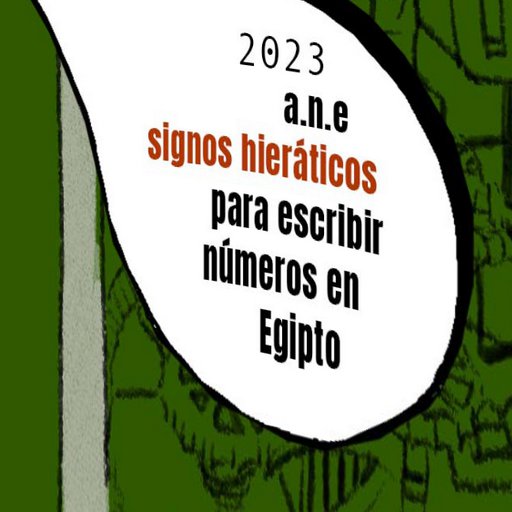 2023
a.n.e
signos hieráticos
para escribir
números en
Egipto